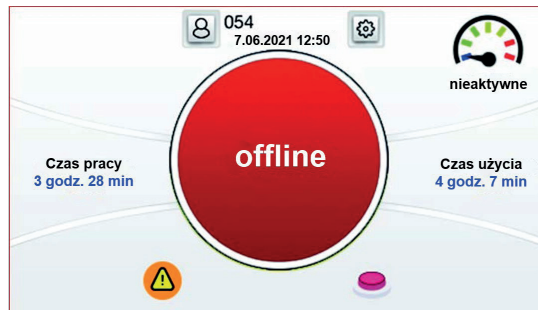 054
7.06.2021 12:50
nieaktywne
offline
Czas pracy
3 godz. 28 min
Czas użycia
4 godz. 7 min